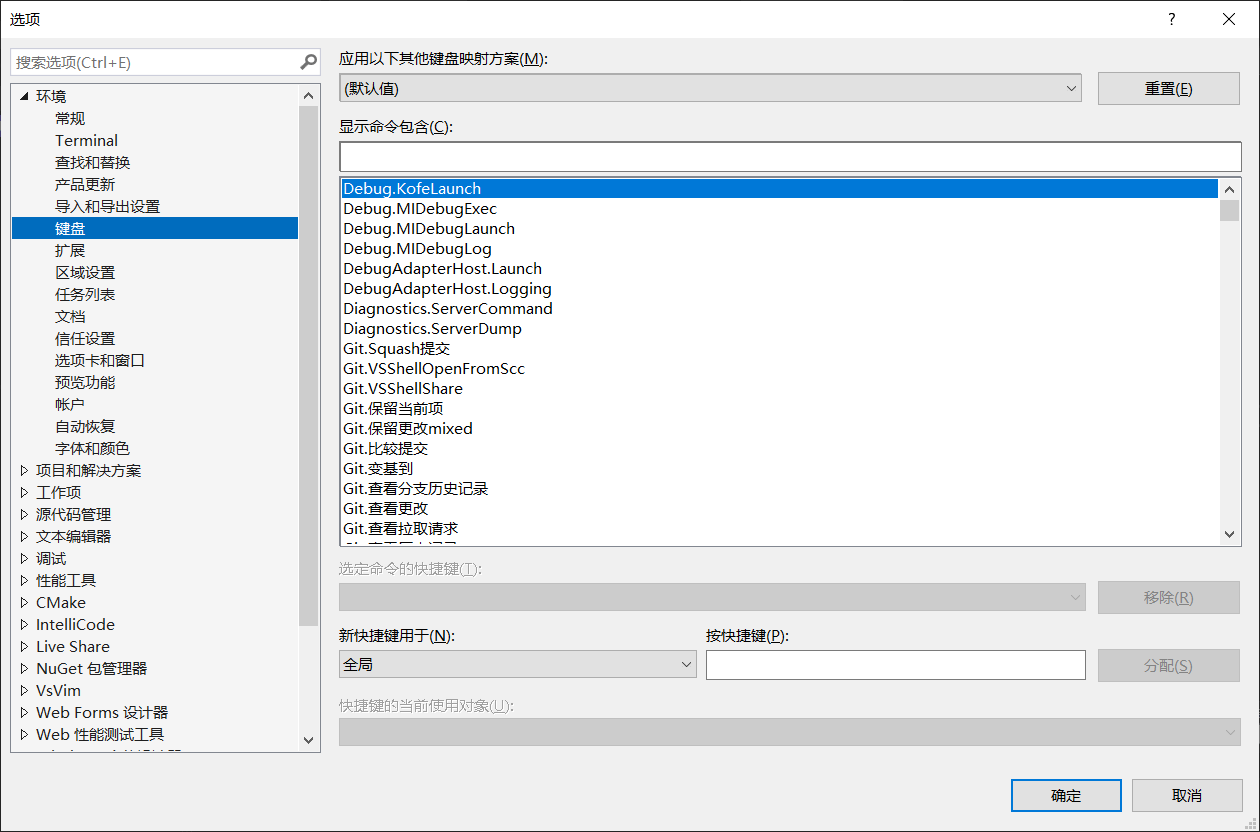 选项
?
搜索选项(Ctrl+E)
环境
常规
Terminal
查找和替换
产品更新
导入和导出设置
键盘
扩展
区域设置
任务列表
文档
信任设置
选项卡和窗口
预览功能
帐户
自动恢复
字体和颜色
项目和解决方案
工作项
源代码管理
文本编辑器
调试
性能工具
CMake
IntelliCode
Live Share
NuGet 包管理器
VsVim
Web Forms 设计器
Web 性能测试工具
应用以下其他键盘映射方案(M):
(默认值)
重置(E)
显示命令包含(C):
Debug.KofeLaunch
Debug.MIDebugExec
Debug.MIDebugLaunch
Debug.MIDebugLog
DebugAdapterHost.Launch
DebugAdapterHost.Logging
Diagnostics.ServerCommand
Diagnostics.ServerDump
Git.Squash提交
Git.VSShellOpenFromScc
Git.VSShellShare
Git.保留当前项
Git.保留更改mixed
Git.比较提交
Git.变基到
Git.查看分支历史记录
Git.查看更改
Git.查看拉取请求
选定命令的快捷键(T):
移除(R)
新快捷键用于(N):
按快捷键(P):
全局
分配(S)
快捷键的当前使用对象(U):
确定
取消